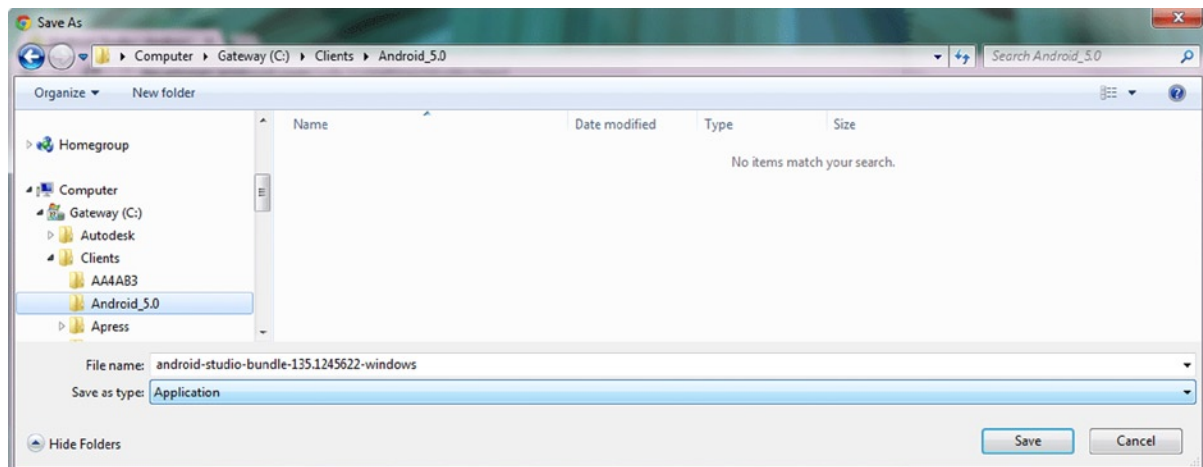 Save As
Computer Gateway (C:) Clients Android_5.0 Search Android_5.0
Organize New folder
Name Date modified Type Size
No items match your search.
Homegroup
Computer
Gateway (C:)
Autodesk
Clients
AA4AB3
Android_5.0
Apress
File name: android-studio-bundle-135.1245622-windows
Save as type: Application
Hide Folders Save Cancel